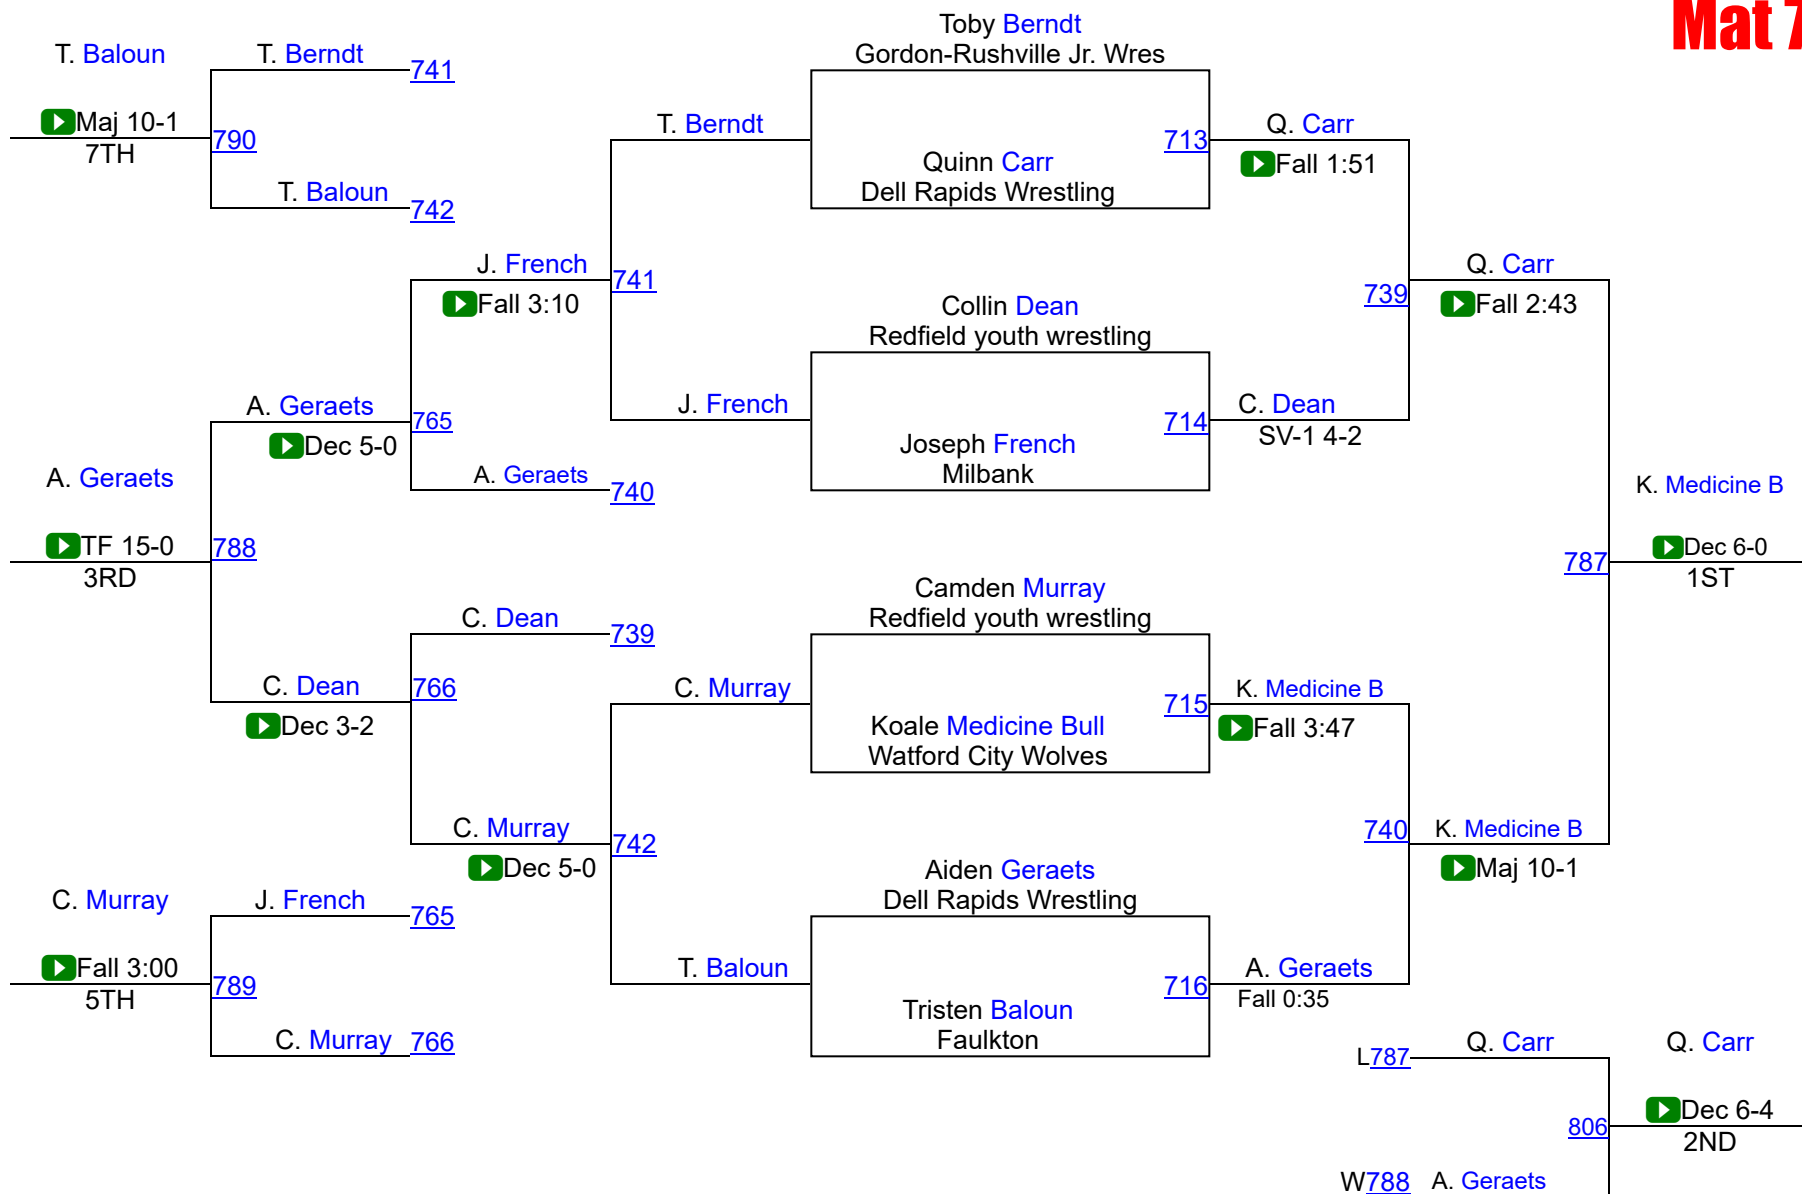 Mat 7
Toby Berndt
Gordon-Rushville Jr. Wres
T. Baloun
T. Berndt
741
Maj 10-1
7TH
790
T. Berndt
713
Q. Carr
Fall 1:51
Quinn Carr
Dell Rapids Wrestling
T. Baloun
742
J. French
741
Fall 3:10
Q. Carr
739
Fall 2:43
Collin Dean
Redfield youth wrestling
A. Geraets
765
Dec 5-0
J. French
714
C. Dean
SV-1 4-2
Joseph French
Milbank
A. Geraets
A. Geraets
740
K. Medicine B
TF 15-0
3RD
788
787
Dec 6-0
1ST
Camden Murray
Redfield youth wrestling
C. Dean
739
C. Dean
766
Dec 3-2
C. Murray
715
K. Medicine B
Fall 3:47
Koale Medicine Bull
Watford City Wolves
C. Murray
742
Dec 5-0
740
K. Medicine B
Maj 10-1
Aiden Geraets
Dell Rapids Wrestling
C. Murray
J. French
765
Fall 3:00
5TH
789
T. Baloun
716
A. Geraets
Fall 0:35
Tristen Baloun
Faulkton
C. Murray
766
L787
Q. Carr
Q. Carr
806
Dec 6-4
2ND
W788
A. Geraets